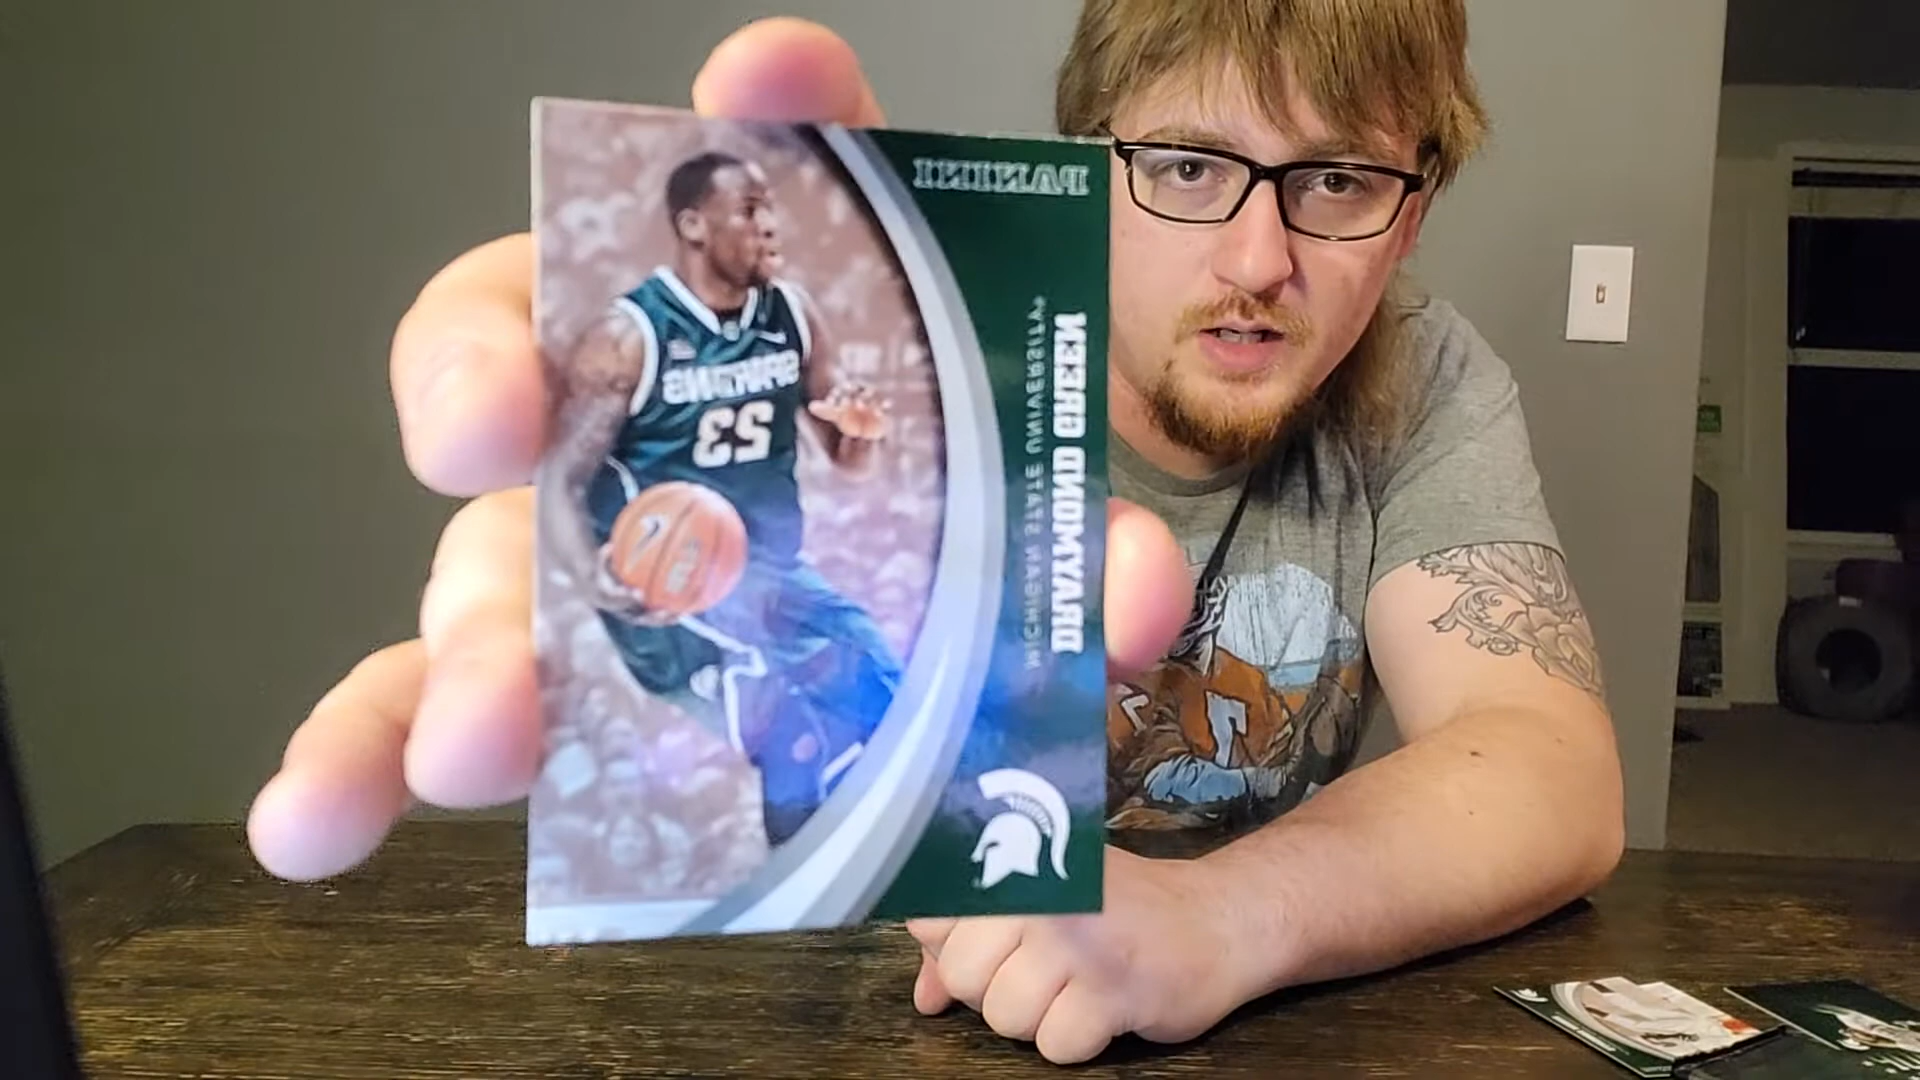 PANINI
DRAYMOND GREEN
MICHIGAN STATE UNIVERSITY®
SPARTANS
23